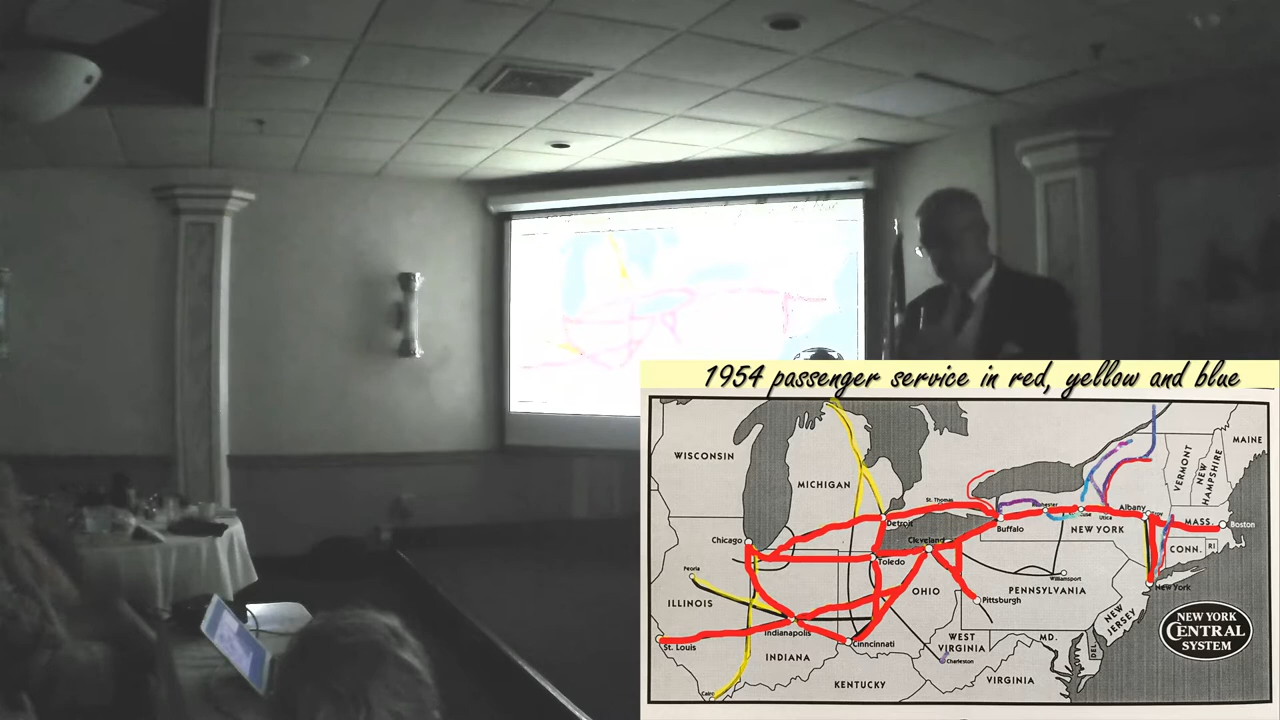 1954 passenger service in red, yellow and blue
MAINE
WISCONSIN
VERMONT
NEW HAMPSHIRE
MICHIGAN
St. Thomas
Albany
Troy
Utica
Detroit
Buffalo
NEW YORK
MASS.
Boston
Chicago
Cleveland
CONN.
RI
Toledo
Peoria
Williamsport
New York
ILLINOIS
OHIO
PENNSYLVANIA
Pittsburgh
NEW JERSEY
NEW YORK
CENTRAL
SYSTEM
Indianapolis
St. Louis
Cinncincati
WEST VIRGINIA
MD.
DEL
INDIANA
Charleston
KENTUCKY
VIRGINIA
Cairo